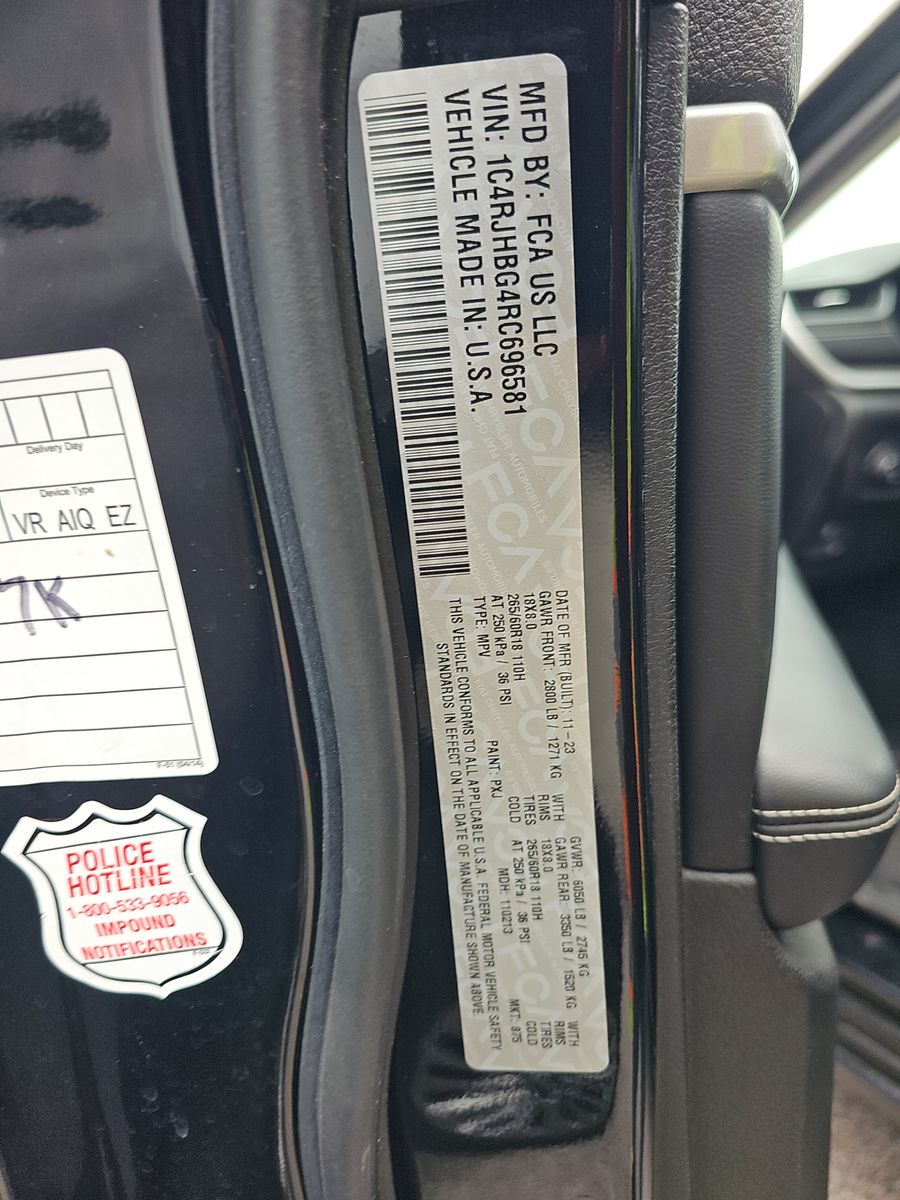 MFD BY: FCA US LLC
VIN: 1C4RJHBG4RC696581
VEHICLE MADE IN: U.S.A.
DATE OF MFR (BUILT): 11-23 GVWR: 6050 LB / 2745 KG
GAWR FRONT: 2800 LB / 1271 KG WITH GAWR REAR: 3350 LB / 1520 KG WITH
18X8.0 RIMS 18X8.0 RIMS
265/60R18 110H TIRES 265/60R18 110H TIRES
AT 250 kPa / 36 PSI COLD AT 250 kPa / 36 PSI COLD
TYPE: MPV PAINT: PXJ MDH: 110213 MKT: 875
THIS VEHICLE CONFORMS TO ALL APPLICABLE U.S.A. FEDERAL MOTOR VEHICLE SAFETY
STANDARDS IN EFFECT ON THE DATE OF MANUFACTURE SHOWN ABOVE.
Delivery Day
Device Type
VR AIQ EZ
7K
F-81 (04/14)
POLICE
HOTLINE
1-800-533-9056
IMPOUND
NOTIFICATIONS